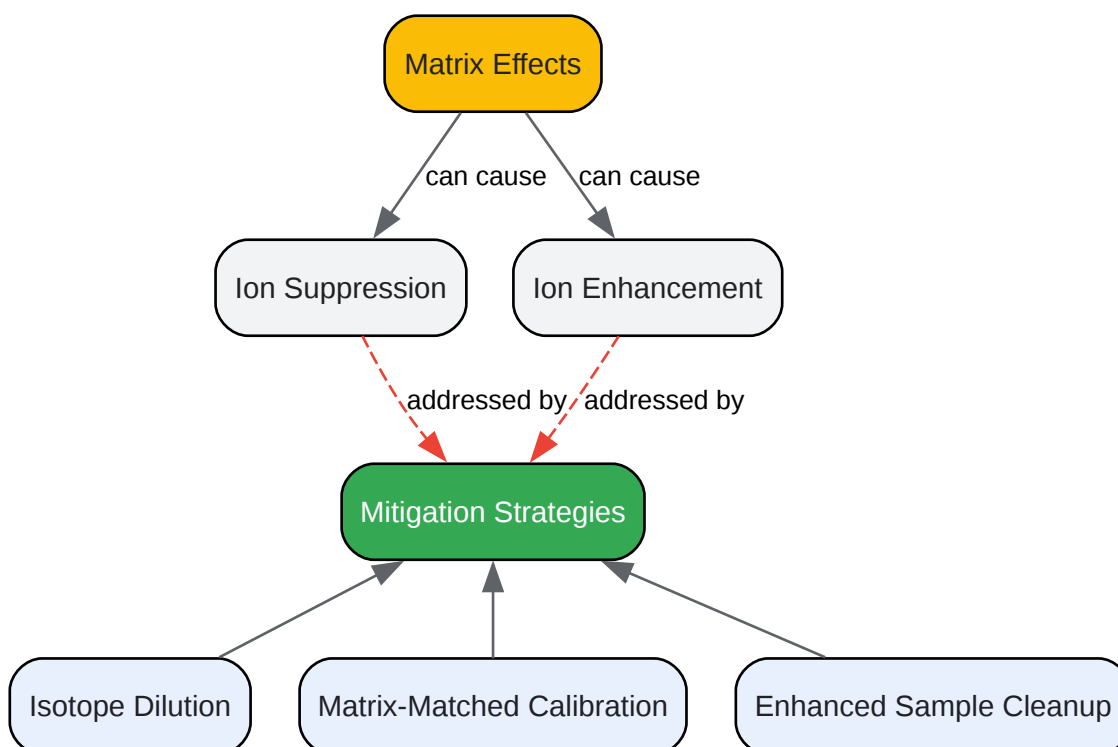 Matrix Effects
can cause
can cause
Ion Suppression
Ion Enhancement
addressed by
addressed by
Mitigation Strategies
Isotope Dilution
Matrix-Matched Calibration
Enhanced Sample Cleanup